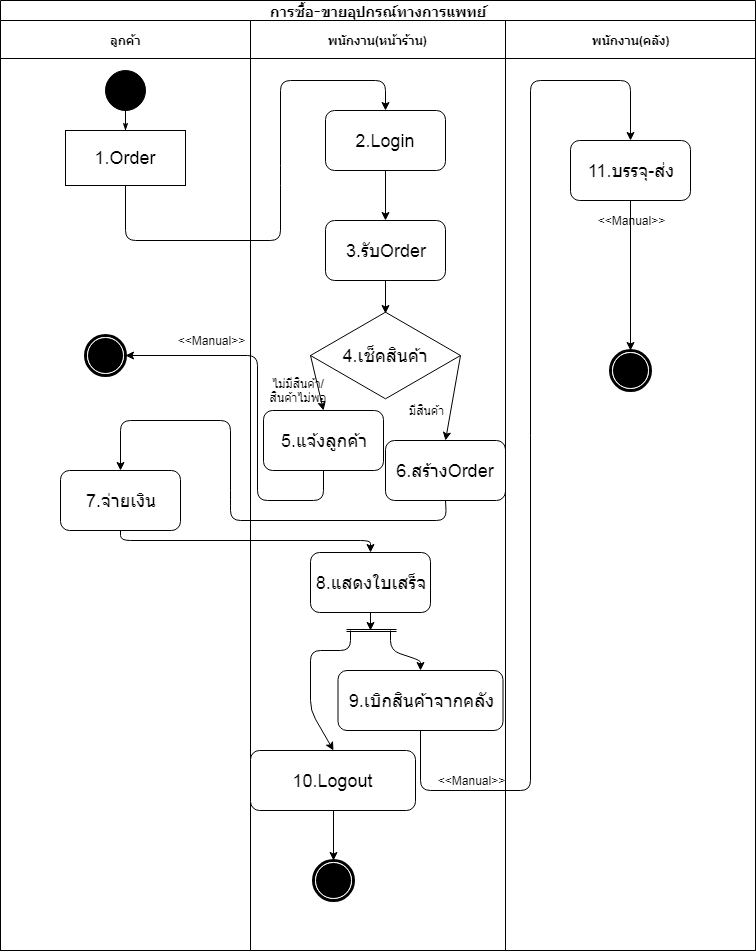 การซื้อ-ขายอุปกรณ์ทางการแพทย์
ลูกค้า
พนักงาน(หน้าร้าน)
พนักงาน(คลัง)
1.Order
2.Login
11.บรรจุ-ส่ง
<<Manual>>
3.รับOrder
<<Manual>>
4.เช็คสินค้า
ไม่มีสินค้า/
สินค้าไม่พอ
มีสินค้า
5.แจ้งลูกค้า
6.สร้างOrder
7.จ่ายเงิน
8.แสดงใบเสร็จ
9.เบิกสินค้าจากคลัง
10.Logout
<<Manual>>